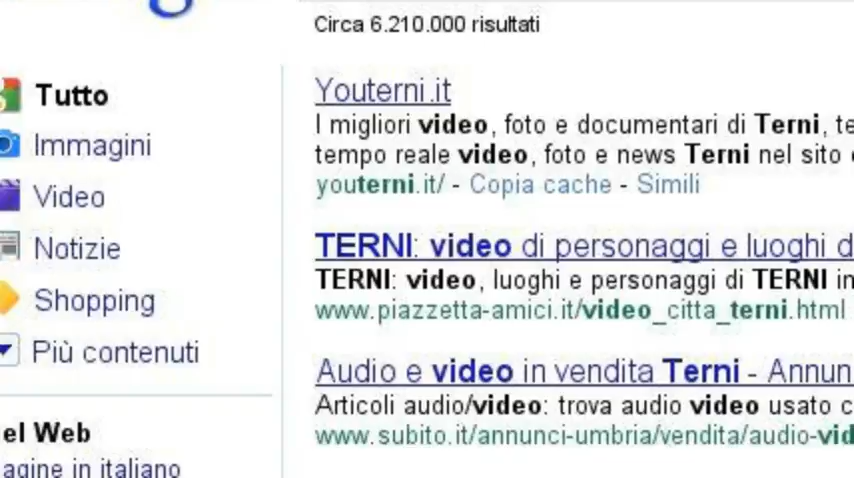 Circa 6.210.000 risultati
Tutto
Immagini
Video
Notizie
Shopping
Più contenuti
el Web
agine in italiano
Youterni.it
I migliori video, foto e documentari di Terni, te
tempo reale video, foto e news Terni nel sito
youterni.it/ - Copia cache - Simili
TERNI: video di personaggi e luoghi d
TERNI: video, luoghi e personaggi di TERNI in
www.piazzetta-amici.it/video_citta_terni.html
Audio e video in vendita Terni - Annun
Articoli audio/video: trova audio video usato c
www.subito.it/annunci-umbria/vendita/audio-vid